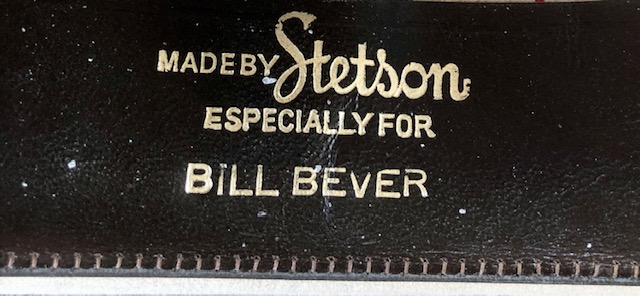 MADE BY Stetson
ESPECIALLY FOR
BILL BEVER